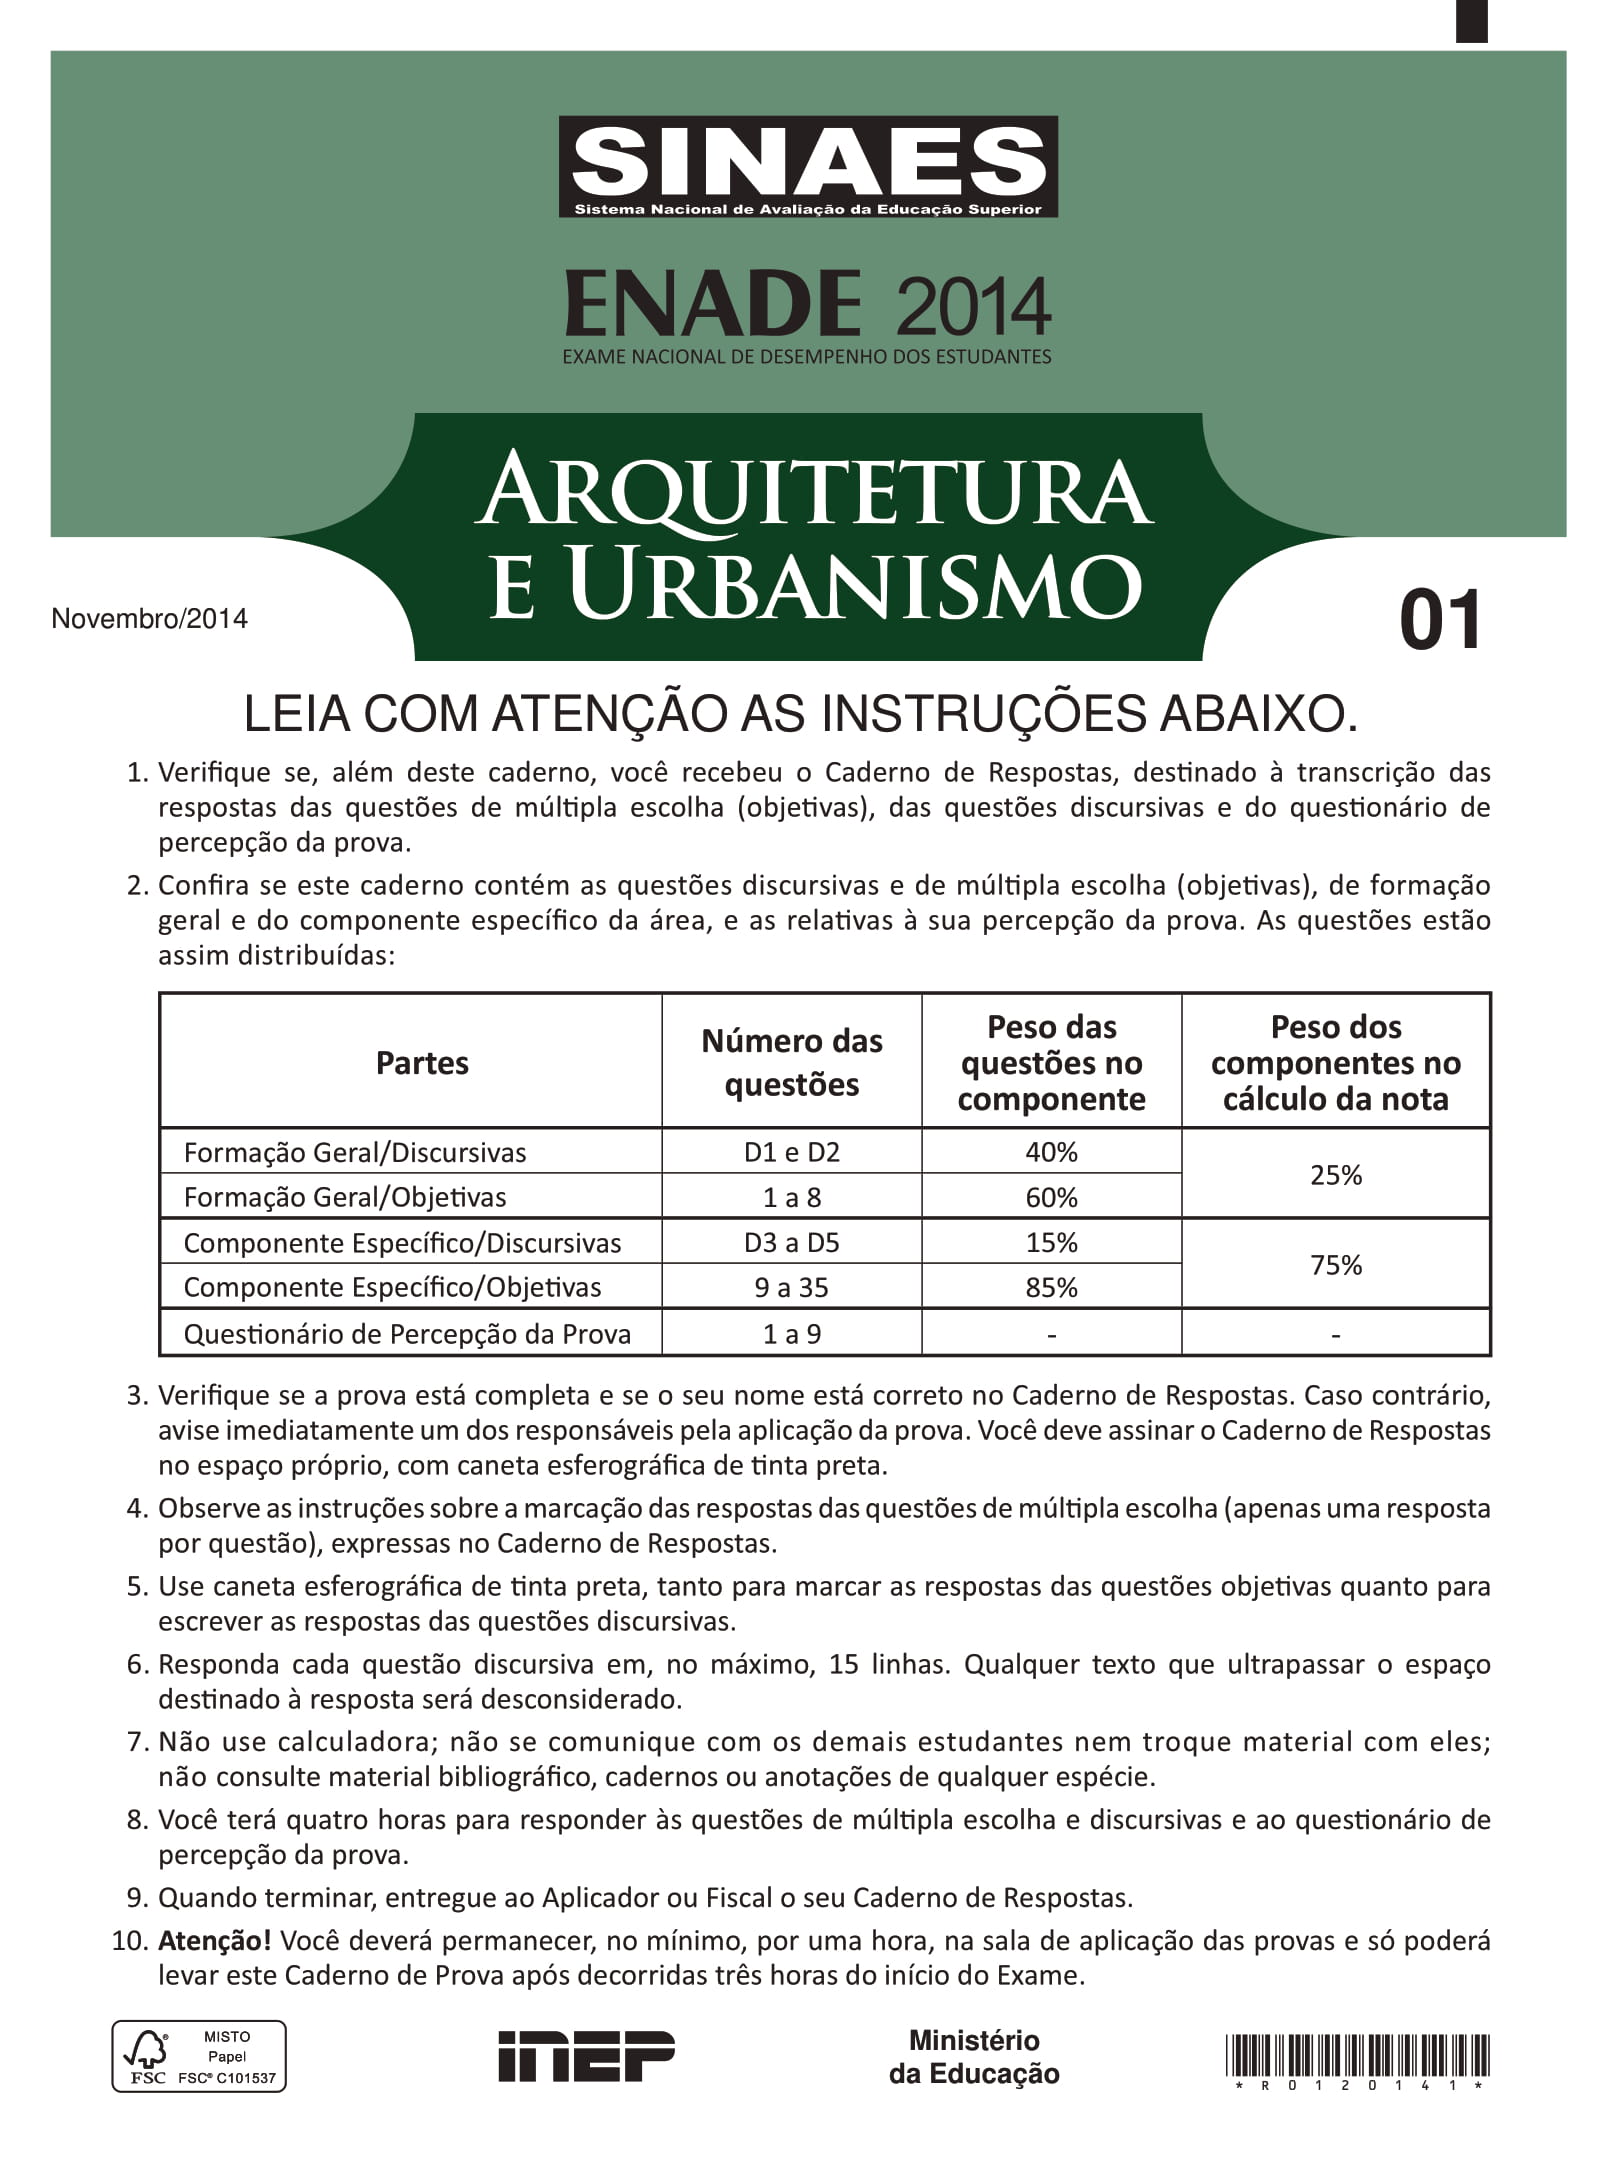 SINAES
Sistema Nacional de Avaliação da Educação Superior
ENADE 2014
EXAME NACIONAL DE DESEMPENHO DOS ESTUDANTES
ARQUITETURA
E URBANISMO
Novembro/2014
01
LEIA COM ATENÇÃO AS INSTRUÇÕES ABAIXO.
1. Verifique se, além deste caderno, você recebeu o Caderno de Respostas, destinado à transcrição das
respostas das questões de múltipla escolha (objetivas), das questões discursivas e do questionário de
percepção da prova.
2. Confira se este caderno contém as questões discursivas e de múltipla escolha (objetivas), de formação
geral e do componente específico da área, e as relativas à sua percepção da prova. As questões estão
assim distribuídas:
Partes
Número das
questões
Peso das
questões no
componente
Peso dos
componentes no
cálculo da nota
Formação Geral/Discursivas D1 e D2 40%
25%
Formação Geral/Objetivas 1 a 8 60%
Componente Específico/Discursivas D3 a D5 15%
75%
Componente Específico/Objetivas 9 a 35 85%
Questionário de Percepção da Prova 1 a 9 - -
3. Verifique se a prova está completa e se o seu nome está correto no Caderno de Respostas. Caso contrário,
avise imediatamente um dos responsáveis pela aplicação da prova. Você deve assinar o Caderno de Respostas
no espaço próprio, com caneta esferográfica de tinta preta.
4. Observe as instruções sobre a marcação das respostas das questões de múltipla escolha (apenas uma resposta
por questão), expressas no Caderno de Respostas.
5. Use caneta esferográfica de tinta preta, tanto para marcar as respostas das questões objetivas quanto para
escrever as respostas das questões discursivas.
6. Responda cada questão discursiva em, no máximo, 15 linhas. Qualquer texto que ultrapassar o espaço
destinado à resposta será desconsiderado.
7. Não use calculadora; não se comunique com os demais estudantes nem troque material com eles;
não consulte material bibliográfico, cadernos ou anotações de qualquer espécie.
8. Você terá quatro horas para responder às questões de múltipla escolha e discursivas e ao questionário de
percepção da prova.
9. Quando terminar, entregue ao Aplicador ou Fiscal o seu Caderno de Respostas.
10. Atenção! Você deverá permanecer, no mínimo, por uma hora, na sala de aplicação das provas e só poderá
levar este Caderno de Prova após decorridas três horas do início do Exame.
FSC®
MISTO
Papel
FSC® C101537
INEP
Ministério
da Educação
* R 0 1 2 0 1 4 1 *